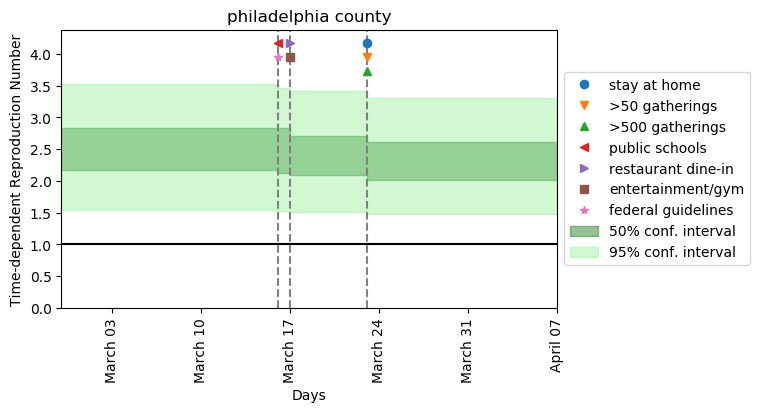 philadelphia county
Time-dependent Reproduction Number
4.0
3.5
3.0
2.5
2.0
1.5
1.0
0.5
0.0
March 03
March 10
March 17
March 24
March 31
April 07
Days
stay at home
>50 gatherings
>500 gatherings
public schools
restaurant dine-in
entertainment/gym
federal guidelines
50% conf. interval
95% conf. interval